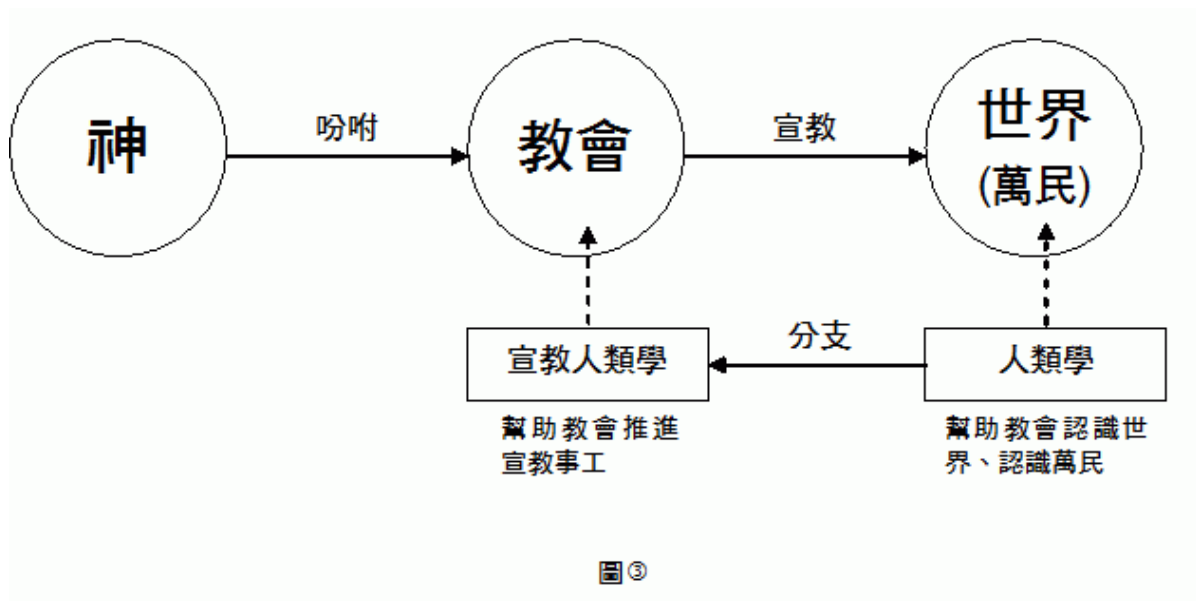 神
吩咐
教會
宣教
世界
(萬民)
宣教人類學
分支
人類學
幫助教會推進
宣教事工
幫助教會認識世
界、認識萬民
圖③